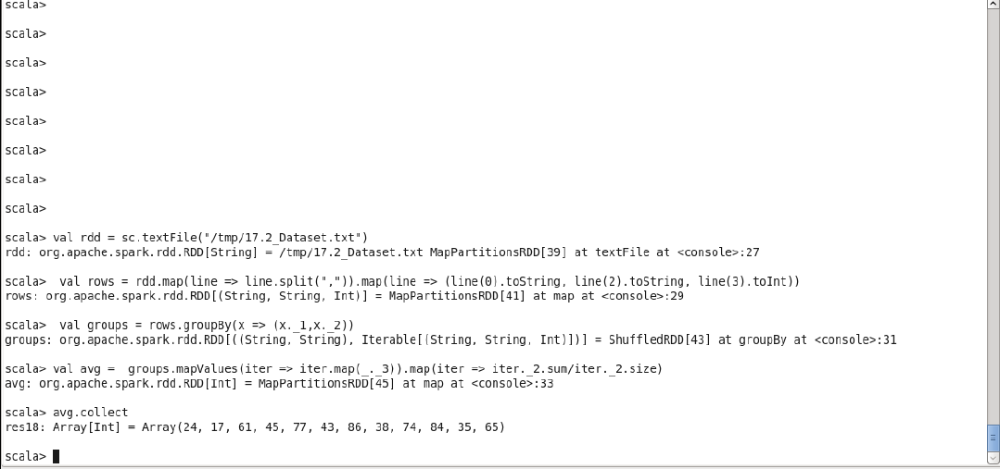 scala>
scala>
scala>
scala>
scala>
scala>
scala>
scala>
scala> val rdd = sc.textFile("/tmp/17.2_Dataset.txt")
rdd: org.apache.spark.rdd.RDD[String] = /tmp/17.2_Dataset.txt MapPartitionsRDD[39] at textFile at <console>:27
scala>  val rows = rdd.map(line => line.split(",")).map(line => (line(0).toString, line(2).toString, line(3).toInt))
rows: org.apache.spark.rdd.RDD[(String, String, Int)] = MapPartitionsRDD[41] at map at <console>:29
scala>  val groups = rows.groupBy(x => (x._1,x._2))
groups: org.apache.spark.rdd.RDD[((String, String), Iterable[(String, String, Int)])] = ShuffledRDD[43] at groupBy at <console>:31
scala> val avg =  groups.mapValues(iter => iter.map(_._3)).map(iter => iter._2.sum/iter._2.size)
avg: org.apache.spark.rdd.RDD[Int] = MapPartitionsRDD[45] at map at <console>:33
scala> avg.collect
res18: Array[Int] = Array(24, 17, 61, 45, 77, 43, 86, 38, 74, 84, 35, 65)
scala>